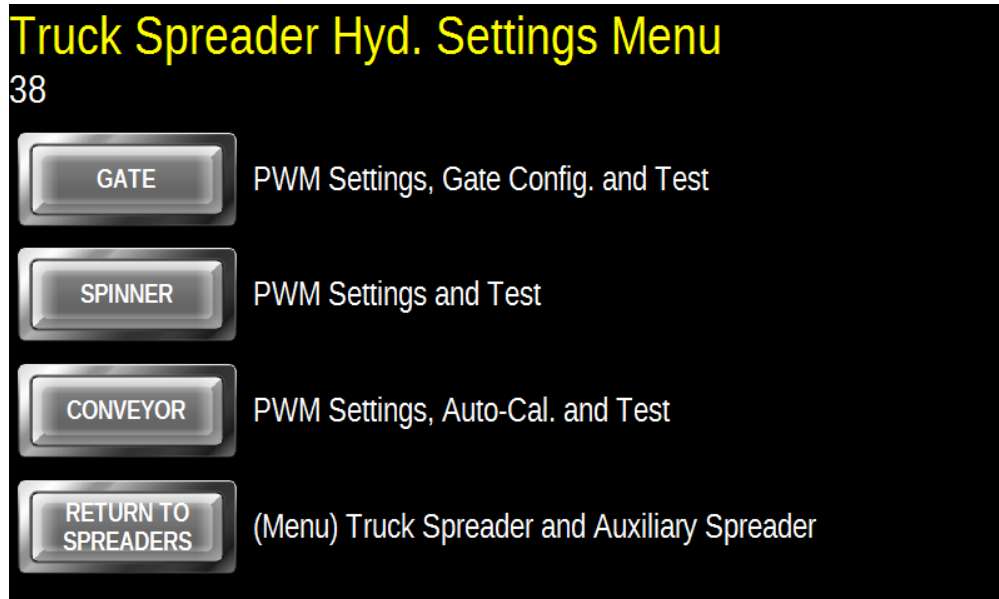 Truck Spreader Hyd. Settings Menu
38
GATE
PWM Settings, Gate Config. and Test
SPINNER
PWM Settings and Test
CONVEYOR
PWM Settings, Auto-Cal. and Test
RETURN TO
SPREADERS
(Menu) Truck Spreader and Auxiliary Spreader